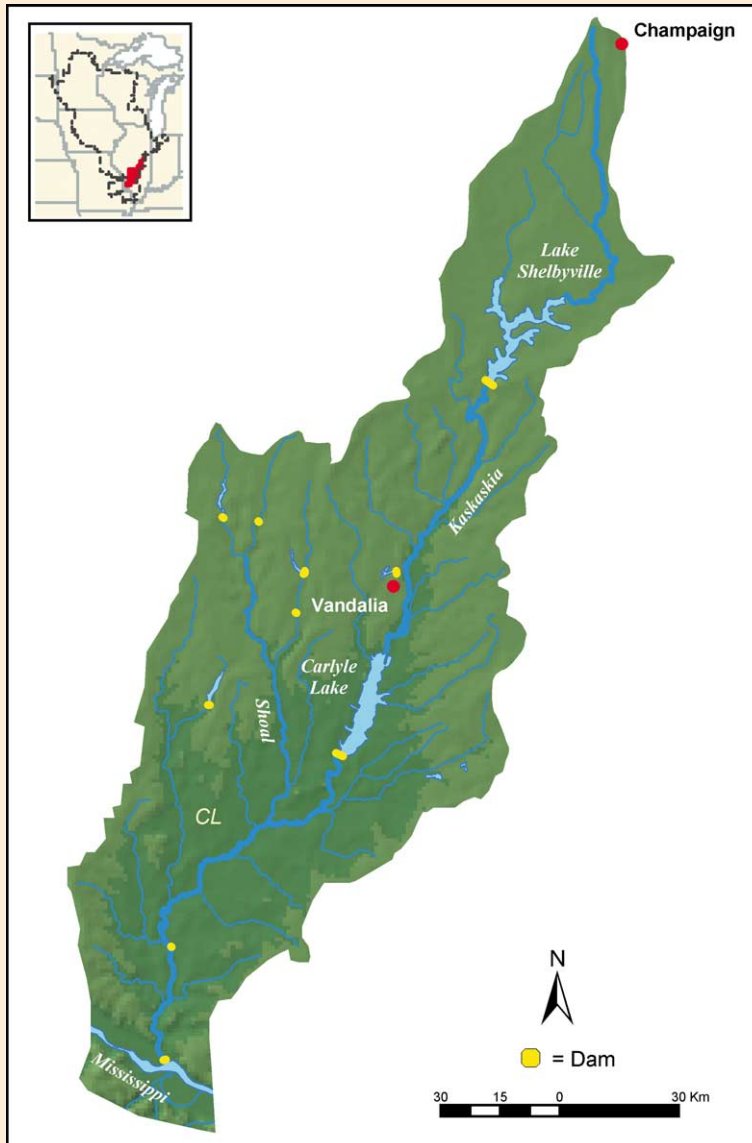 Champaign
Lake
Shelbyville
Kaskaskia
Vandalia
Carlyle
Lake
Shoal
CL
Mississippi
N
= Dam
30 15 0 30 Km